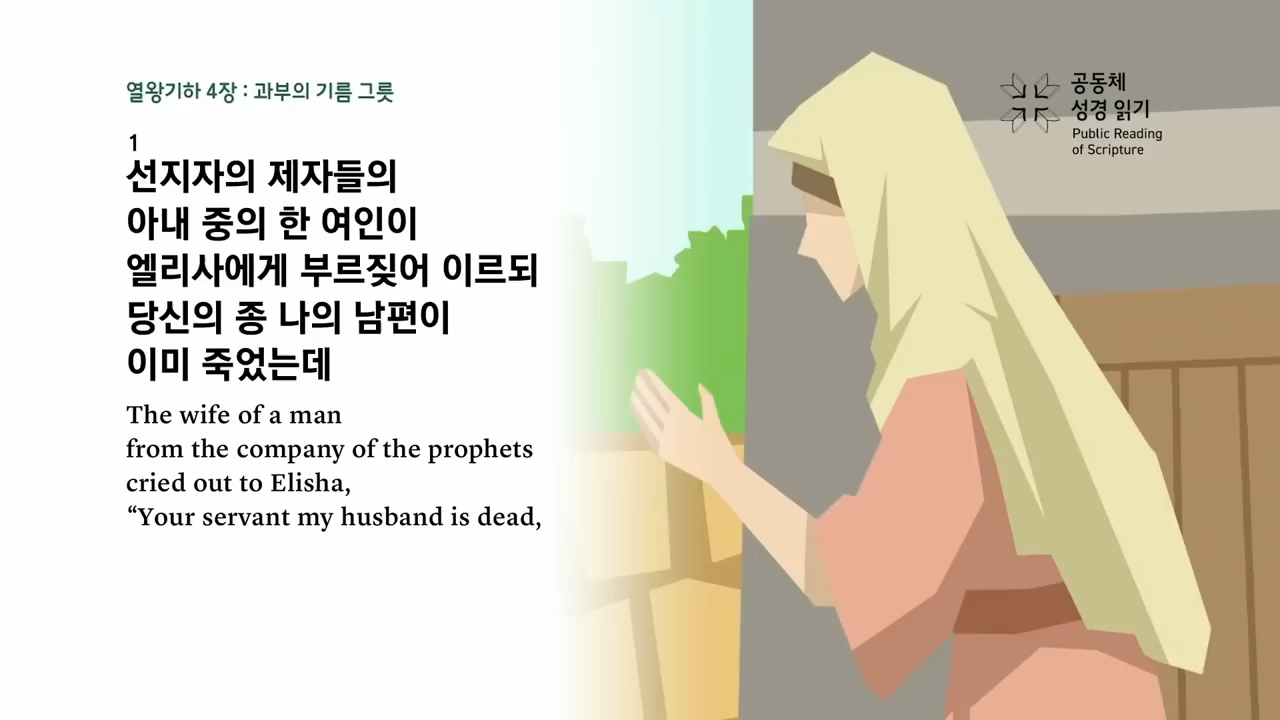 열왕기하 4장 : 과부의 기름 그릇
1
선지자의 제자들의
아내 중의 한 여인이
엘리사에게 부르짖어 이르되
당신의 종 나의 남편이
이미 죽었는데
The wife of a man
from the company of the prophets
cried out to Elisha,
“Your servant my husband is dead,
공동체
성경 읽기
Public Reading
of Scripture